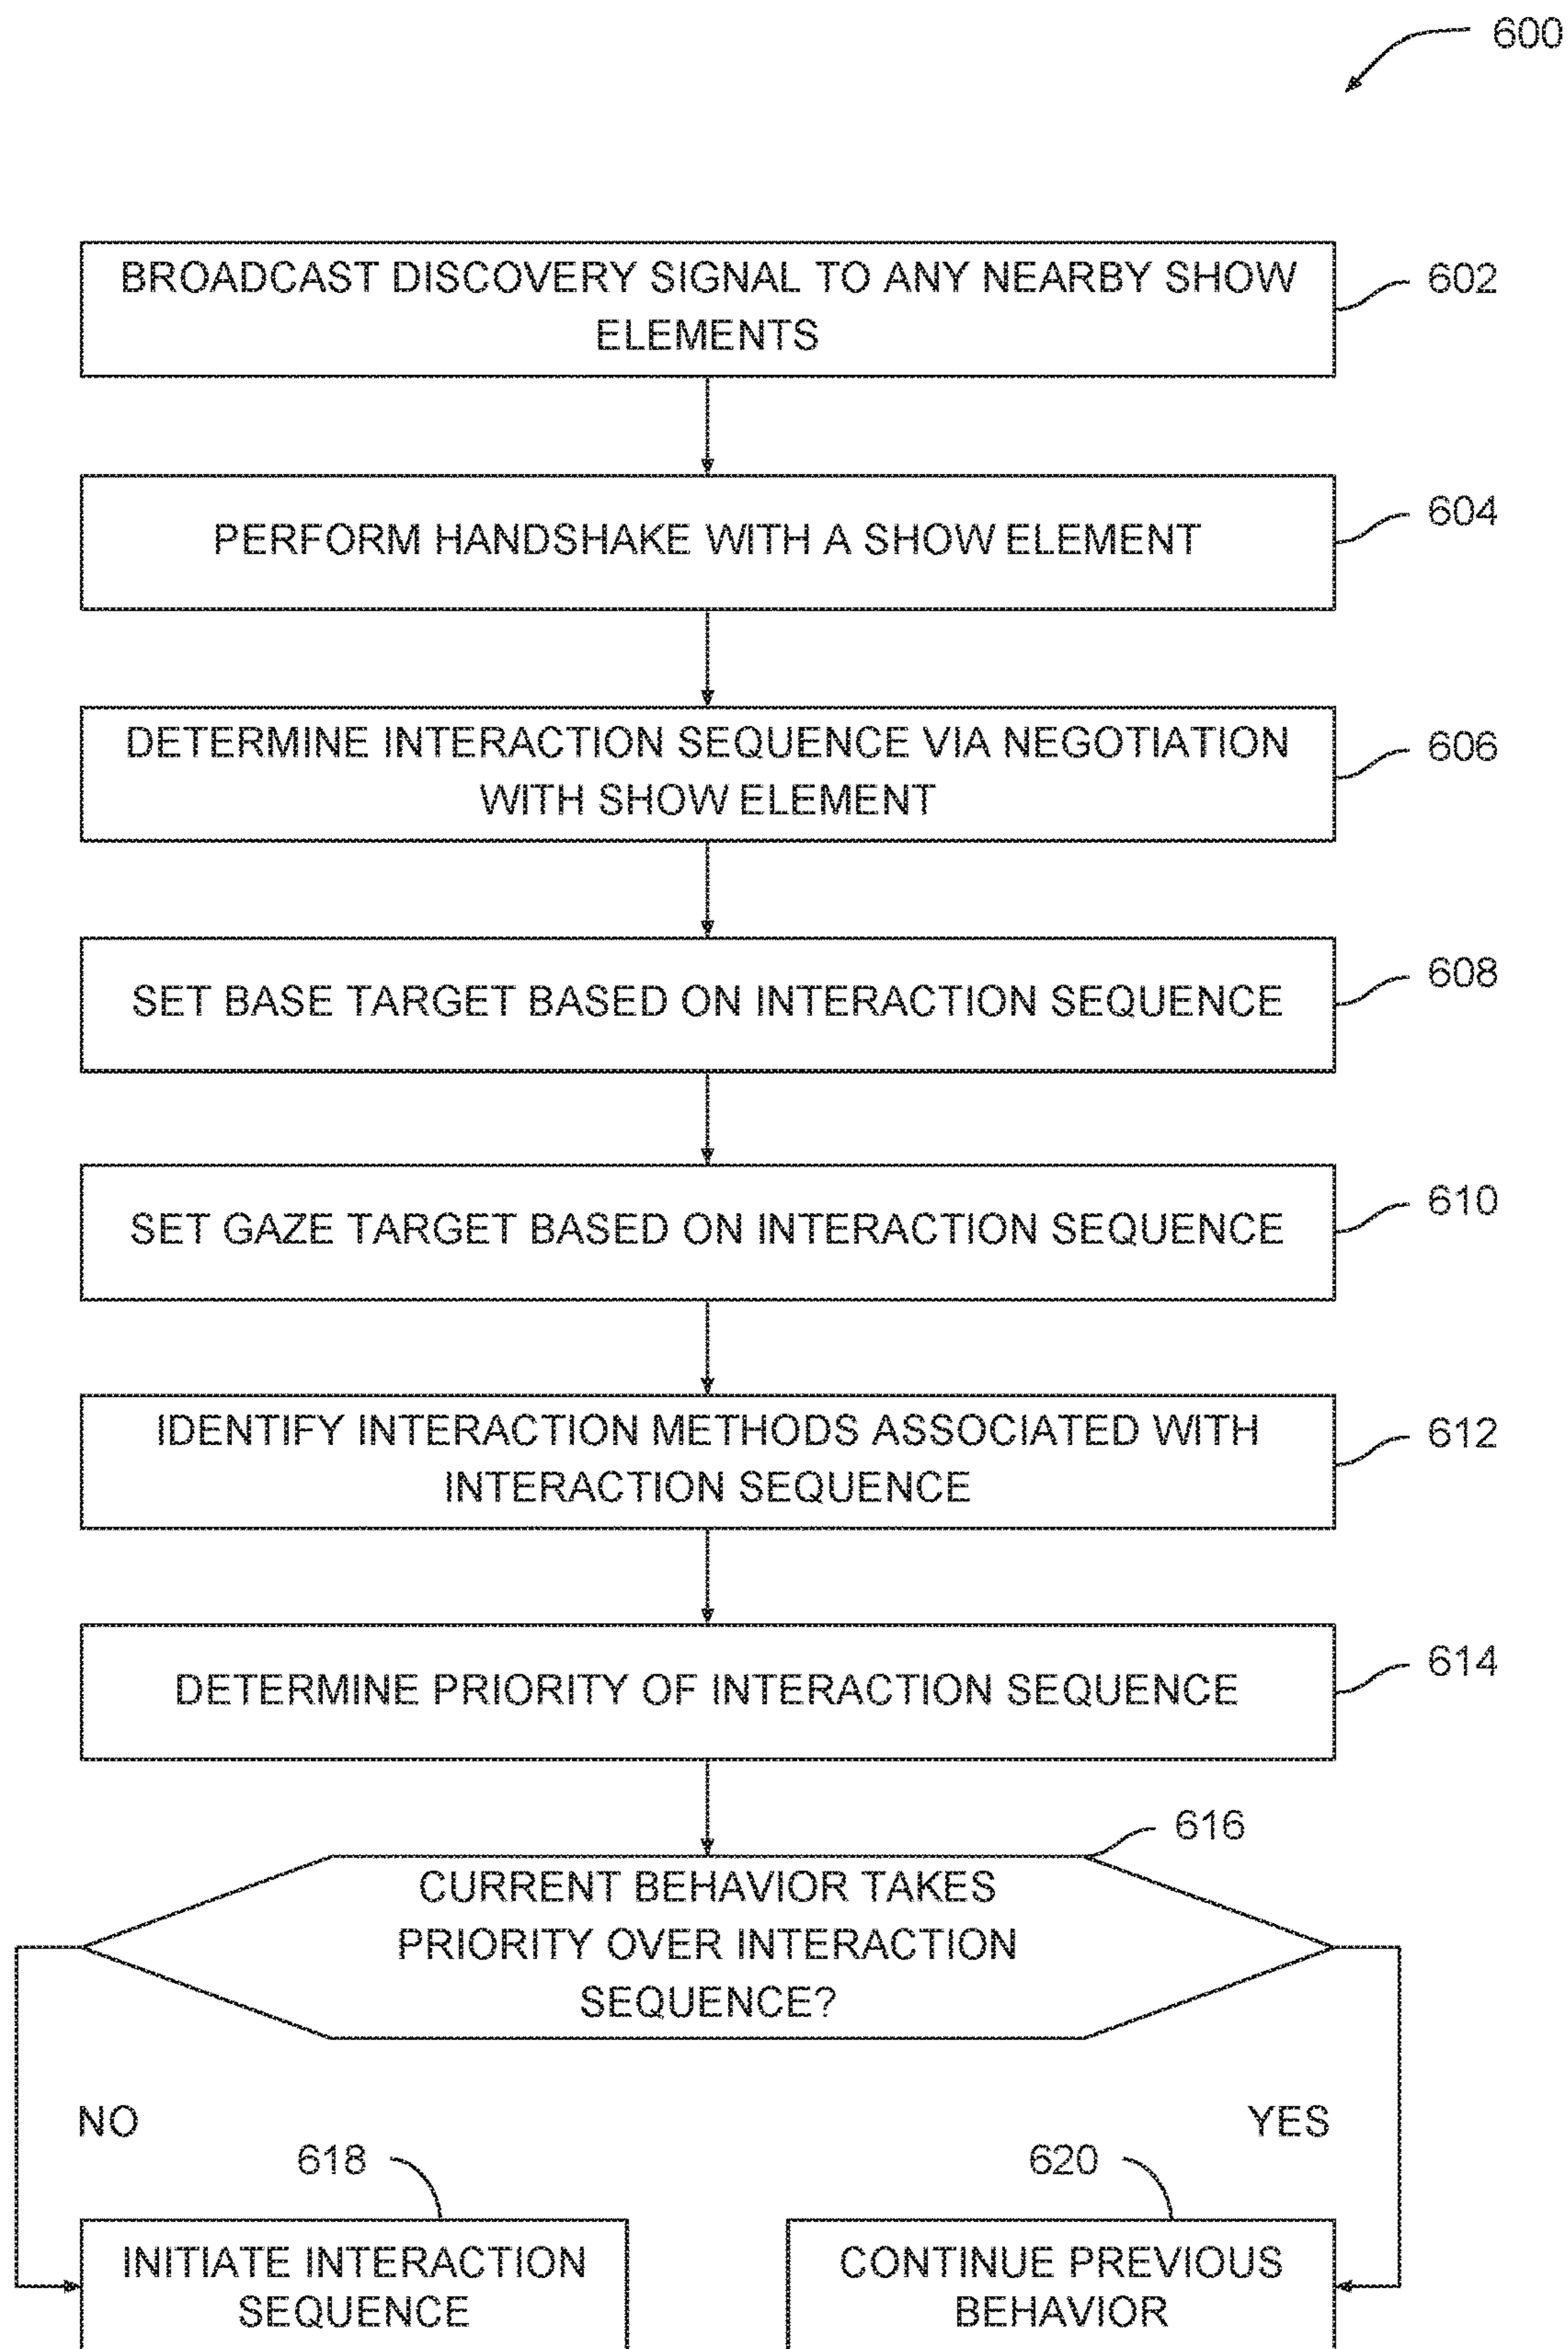 600
BROADCAST DISCOVERY SIGNAL TO ANY NEARBY SHOW
ELEMENTS
602
PERFORM HANDSHAKE WITH A SHOW ELEMENT
604
DETERMINE INTERACTION SEQUENCE VIA NEGOTIATION
WITH SHOW ELEMENT
606
SET BASE TARGET BASED ON INTERACTION SEQUENCE
608
SET GAZE TARGET BASED ON INTERACTION SEQUENCE
610
IDENTIFY INTERACTION METHODS ASSOCIATED WITH
INTERACTION SEQUENCE
612
DETERMINE PRIORITY OF INTERACTION SEQUENCE
614
616
CURRENT BEHAVIOR TAKES
PRIORITY OVER INTERACTION
SEQUENCE?
NO
YES
618
620
INITIATE INTERACTION
SEQUENCE
CONTINUE PREVIOUS
BEHAVIOR